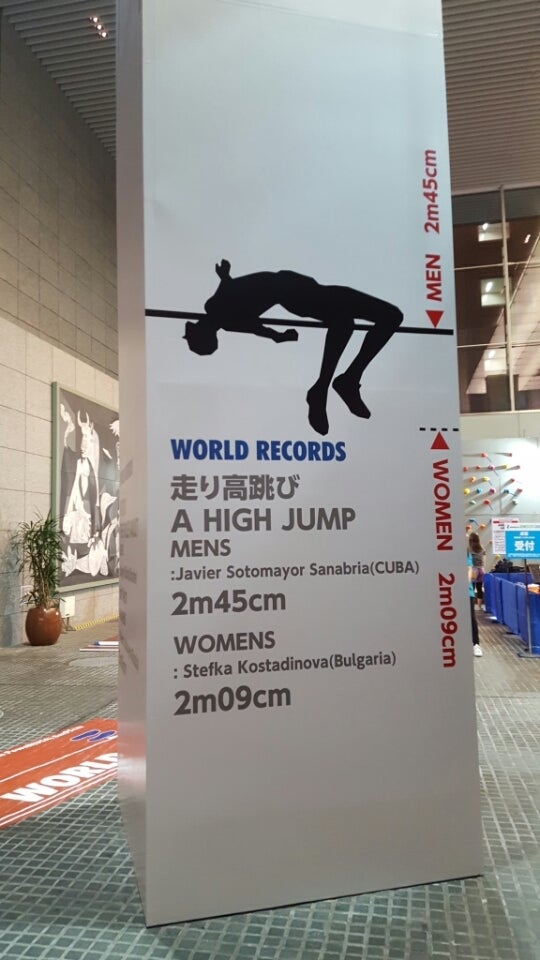 MEN 2m45cm
WORLD RECORDS
走り高跳び
A HIGH JUMP
MENS
:Javier Sotomayor Sanabria(CUBA)
2m45cm
WOMENS
: Stefka Kostadinova(Bulgaria)
2m09cm
WOMEN 2m09cm
受付
WORLD